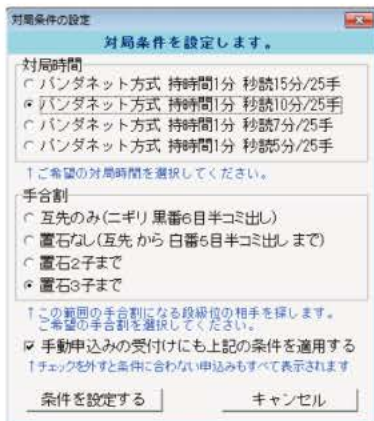 対局条件の設定
対局条件を設定します。
対局時間
パンダネット方式 持時間1分 秒読15分/25手
パンダネット方式 持時間1分 秒読10分/25手
パンダネット方式 持時間1分 秒読7分/25手
パンダネット方式 持時間1分 秒読5分/25手
↑ご希望の対局時間を選択してください。
手合割
互先のみ(ニギリ 黒番6目半コミ出し)
置石なし(互先 から 白番6目半コミ出し まで)
置石2子まで
置石3子まで
↑この範囲の手合割になる段級位の相手を探します。
ご希望の手合割を選択してください。
手動申込みの受付けにも上記の条件を適用する
↑チェックを外すと条件に合わない申込みもすべて表示されます
条件を設定する キャンセル